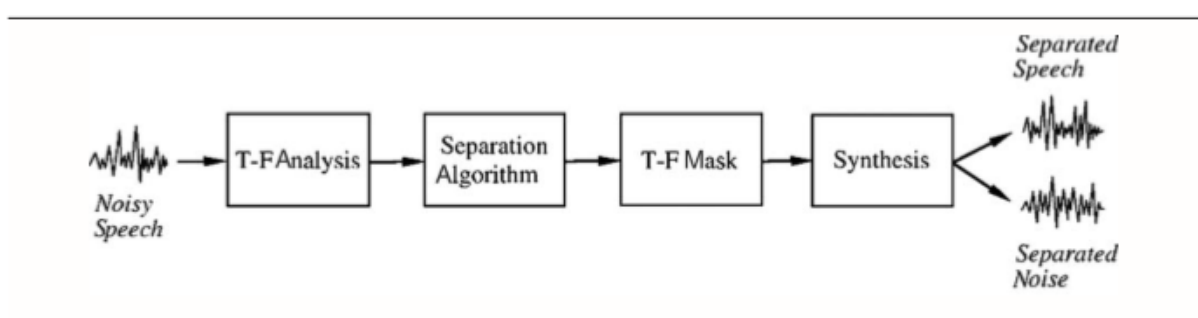 Noisy
Speech
T-F Analysis
Separation
Algorithm
T-F Mask
Synthesis
Separated
Speech
Separated
Noise